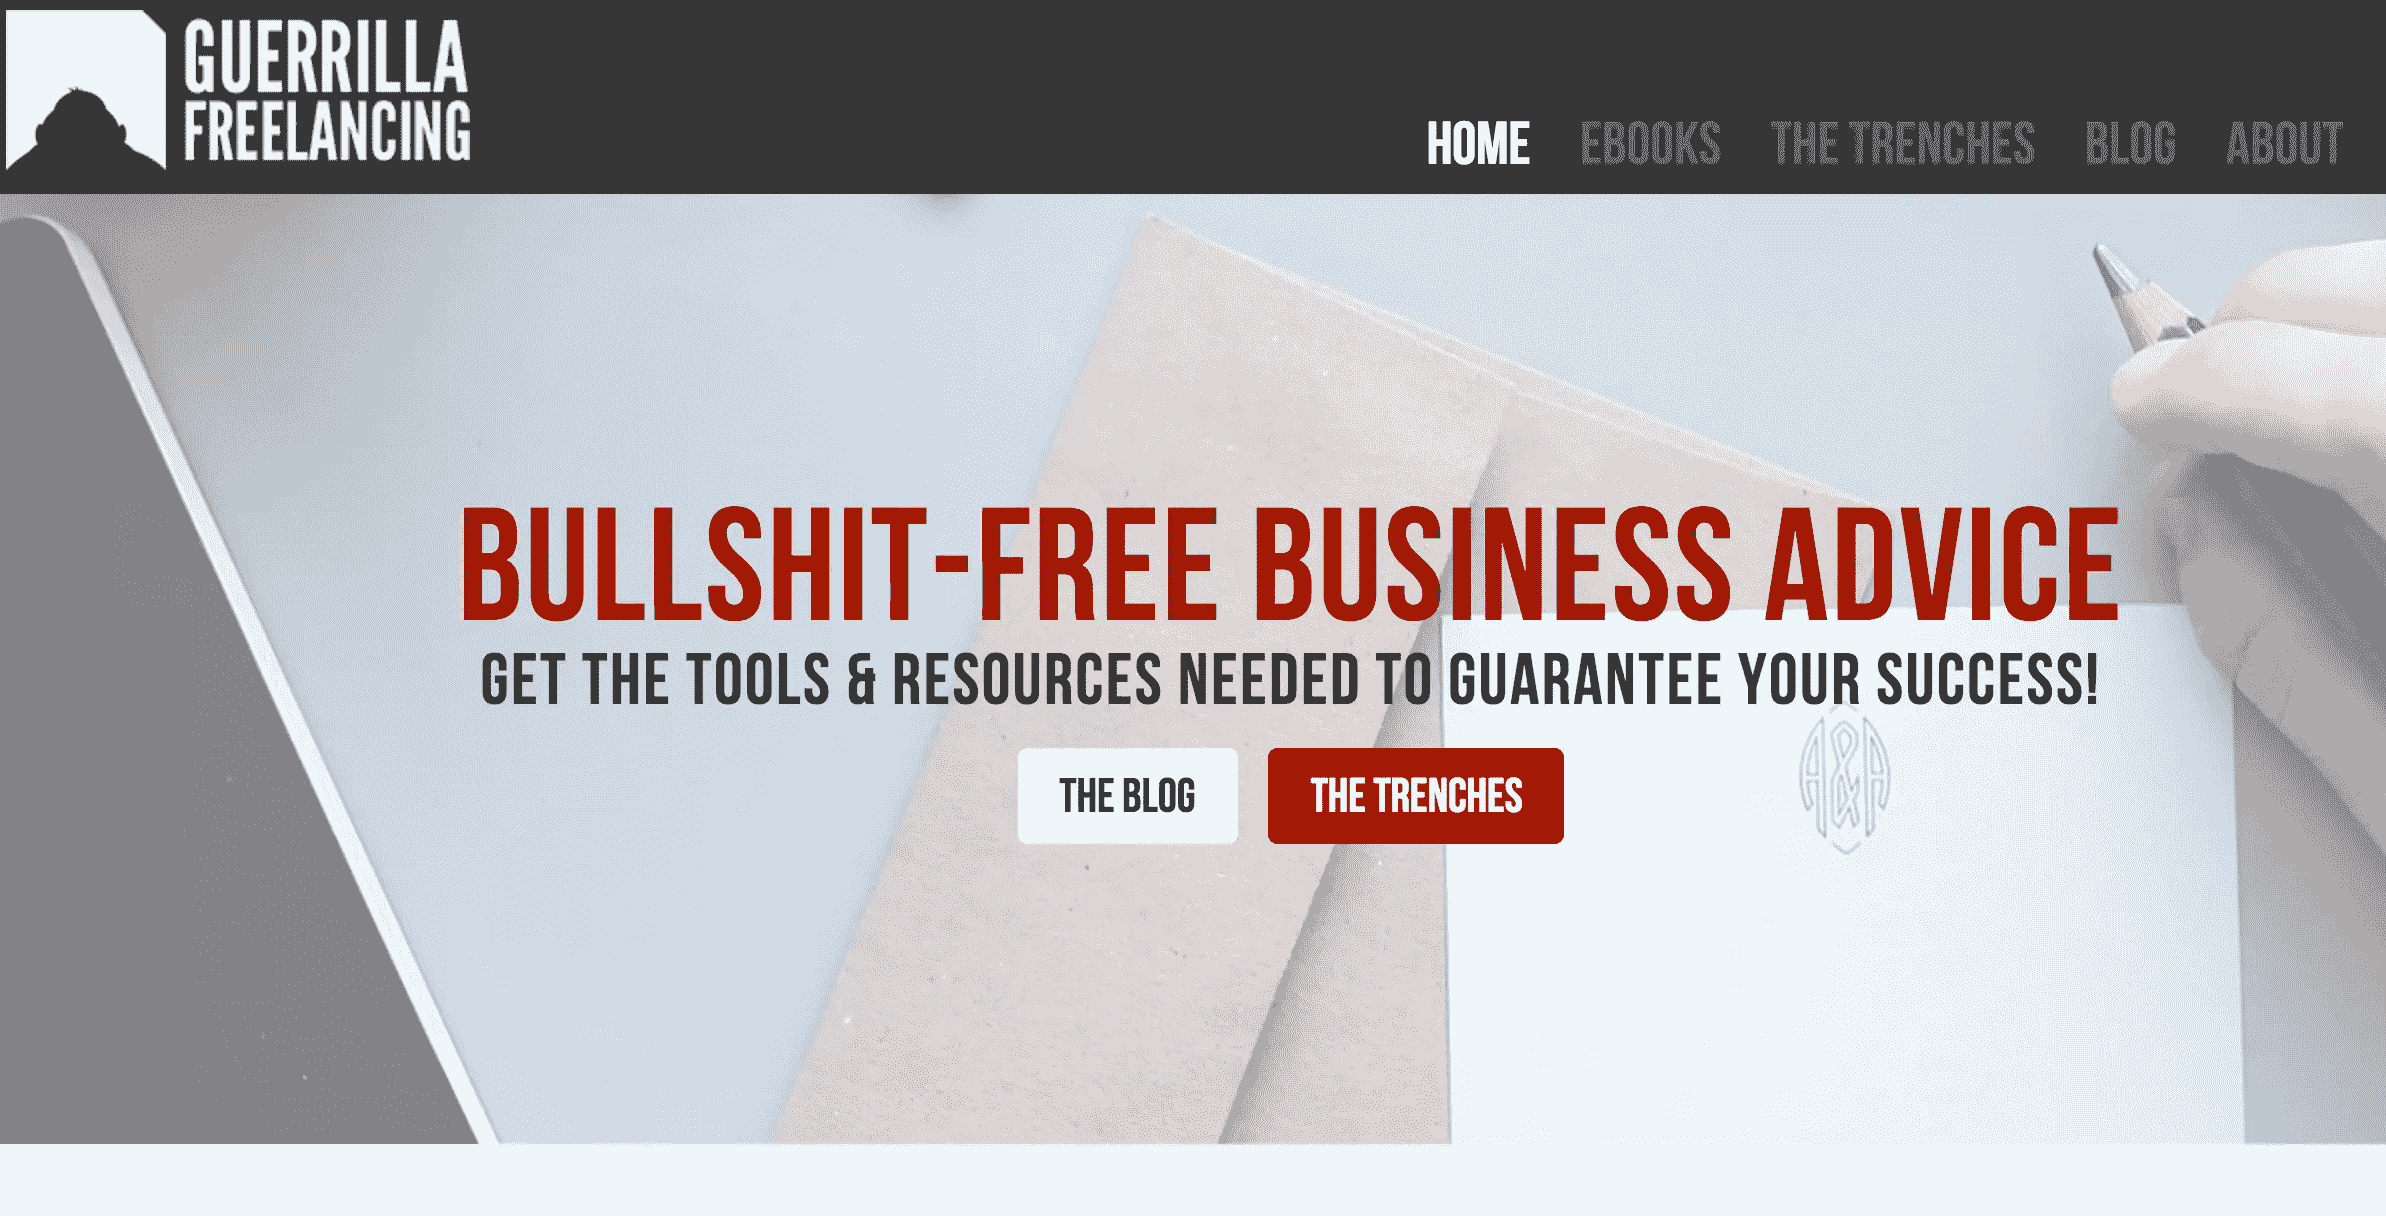 GUERRILLA
FREELANCING
HOME EBOOKS THE TRENCHES BLOG ABOUT
BULLSHIT-FREE BUSINESS ADVICE
GET THE TOOLS & RESOURCES NEEDED TO GUARANTEE YOUR SUCCESS!
THE BLOG THE TRENCHES
A&A